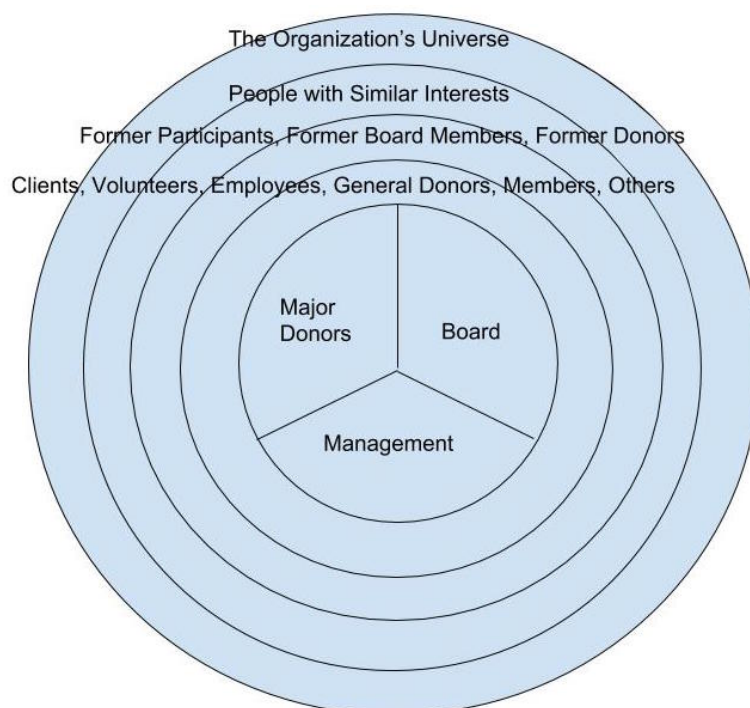 The Organization’s Universe
People with Similar Interests
Former Participants, Former Board Members, Former Donors
Clients, Volunteers, Employees, General Donors, Members, Others
Major
Donors
Board
Management